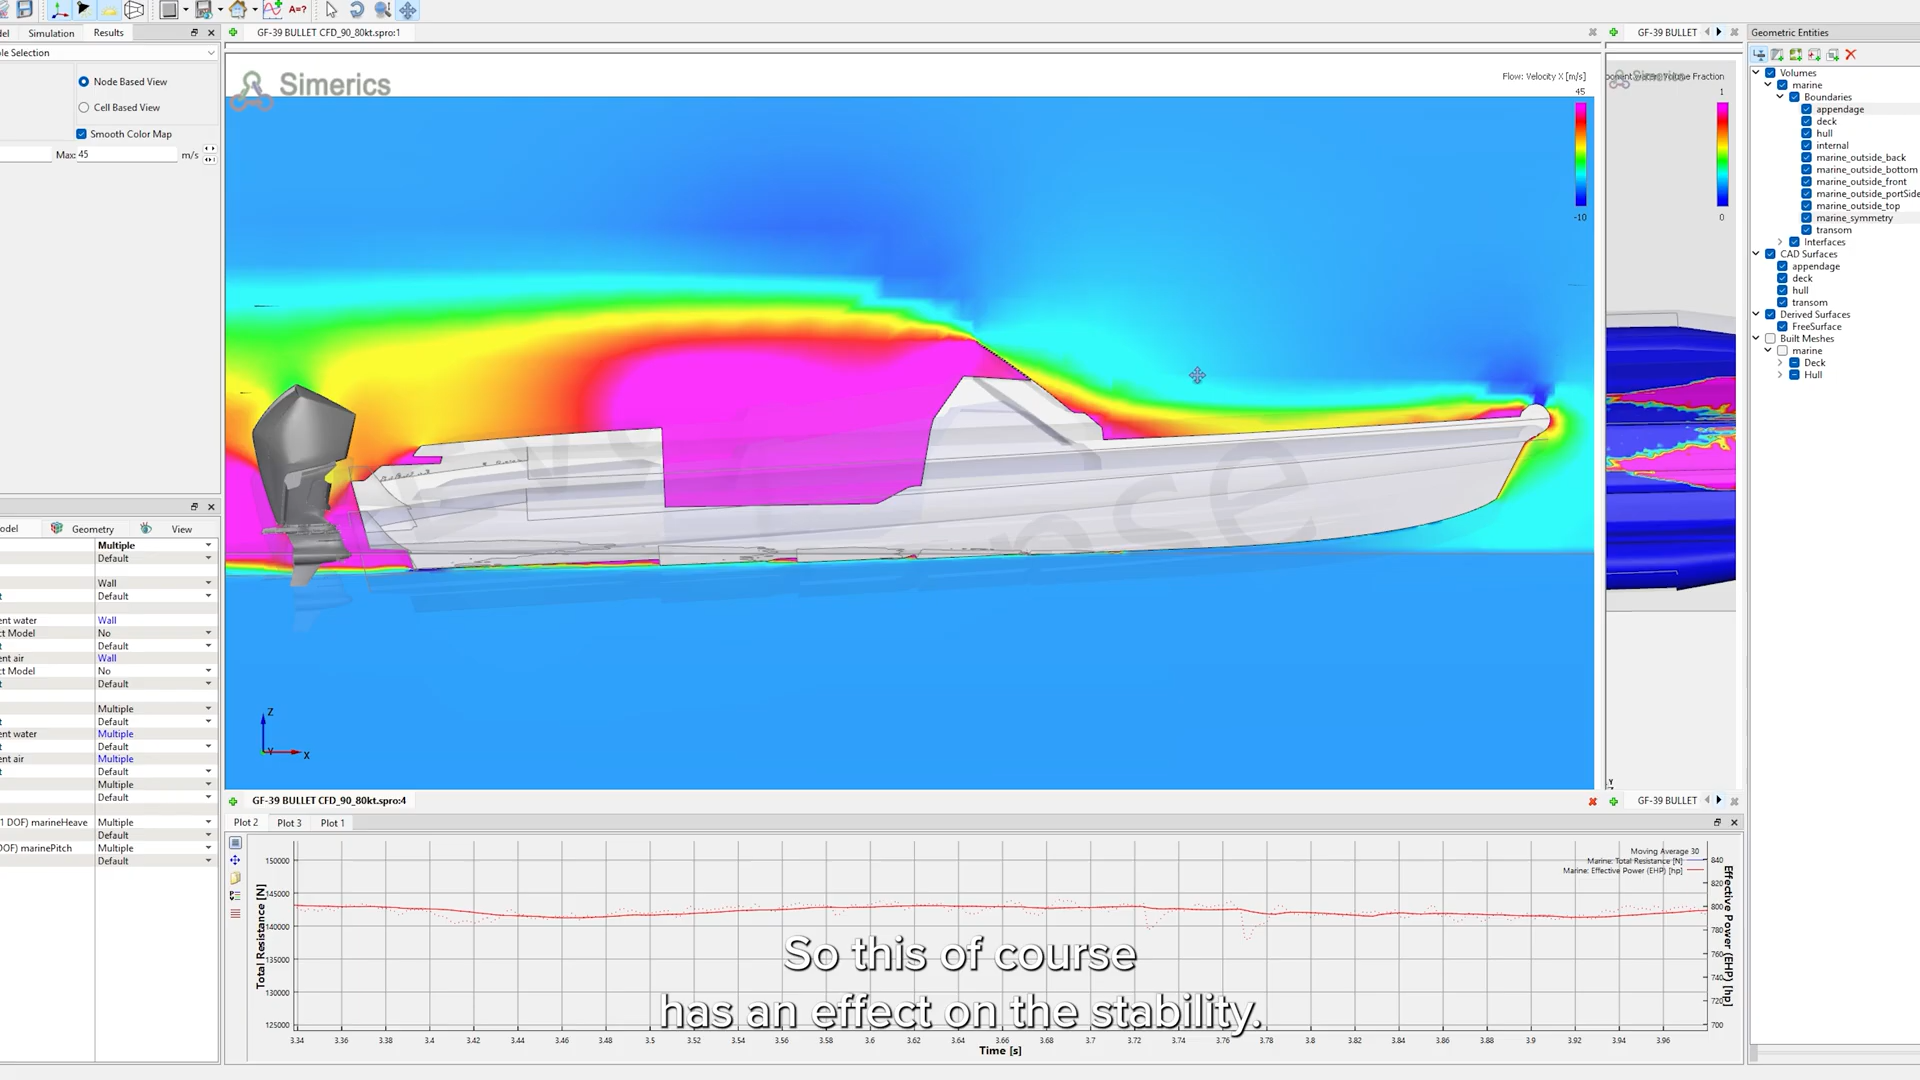 Simulation
Results
GF-39 BULLET CFD_90_80kt.spro:1
GF-39 BULLET
Geometric Entities
Node Based View
Cell Based View
Smooth Color Map
Max: 45
m/s
Simerics
Flow: Velocity X [m/s]
45
-10
Volume Fraction
1
0
Volumes
marine
Boundaries
appendage
deck
hull
internal
marine_outside_back
marine_outside_bottom
marine_outside_front
marine_outside_portSide
marine_outside_top
marine_symmetry
transom
Interfaces
CAD Surfaces
appendage
deck
hull
transom
Derived Surfaces
FreeSurface
Built Meshes
marine
Deck
Hull
Geometry
View
Multiple
Default
Wall
Default
ent water Wall
ct Model No
Default
ent air Wall
ct Model No
Default
Multiple
Default
ent water Multiple
Default
ent air Multiple
Default
Multiple
Default
1 DOF) marineHeave Multiple
Default
DOF) marinePitch Multiple
Default
Z
Y
X
GF-39 BULLET CFD_90_80kt.spro:4
GF-39 BULLET
Plot 2
Plot 3
Plot 1
Moving Average 30
Marine: Total Resistance [N]
Marine: Effective Power (EHP) [hp]
Total Resistance [N]
150000
145000
140000
135000
130000
125000
840
820
800
780
760
740
720
700
Effective Power (EHP) [hp]
So this of course
has an effect on the stability.
3.34 3.36 3.38 3.4 3.42 3.44 3.46 3.48 3.5 3.52 3.54 3.56 3.58 3.6 3.62 3.64 3.66 3.68 3.7 3.72 3.74 3.76 3.78 3.8 3.82 3.84 3.86 3.88 3.9 3.92 3.94 3.96
Time [s]